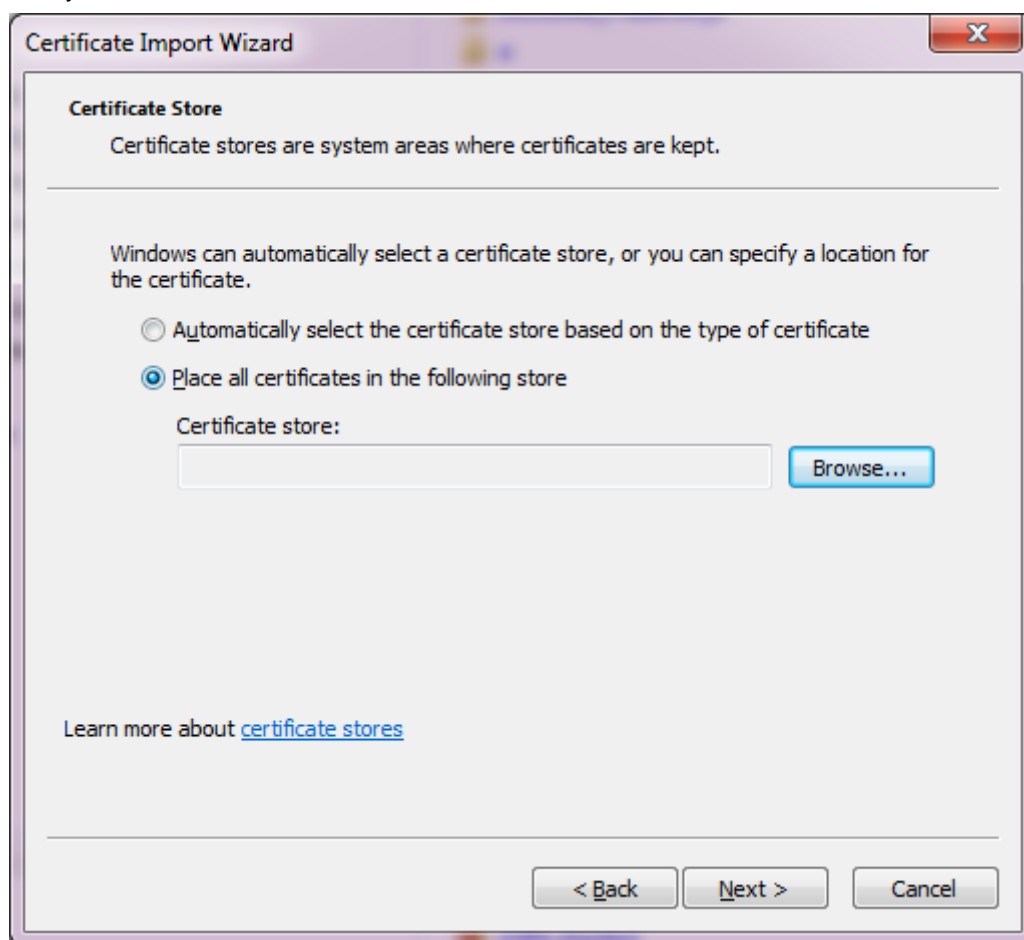 Certificate Import Wizard
Certificate Store
Certificate stores are system areas where certificates are kept.
Windows can automatically select a certificate store, or you can specify a location for
the certificate.
Automatically select the certificate store based on the type of certificate
Place all certificates in the following store
Certificate store:
Browse...
Learn more about certificate stores
< Back
Next >
Cancel